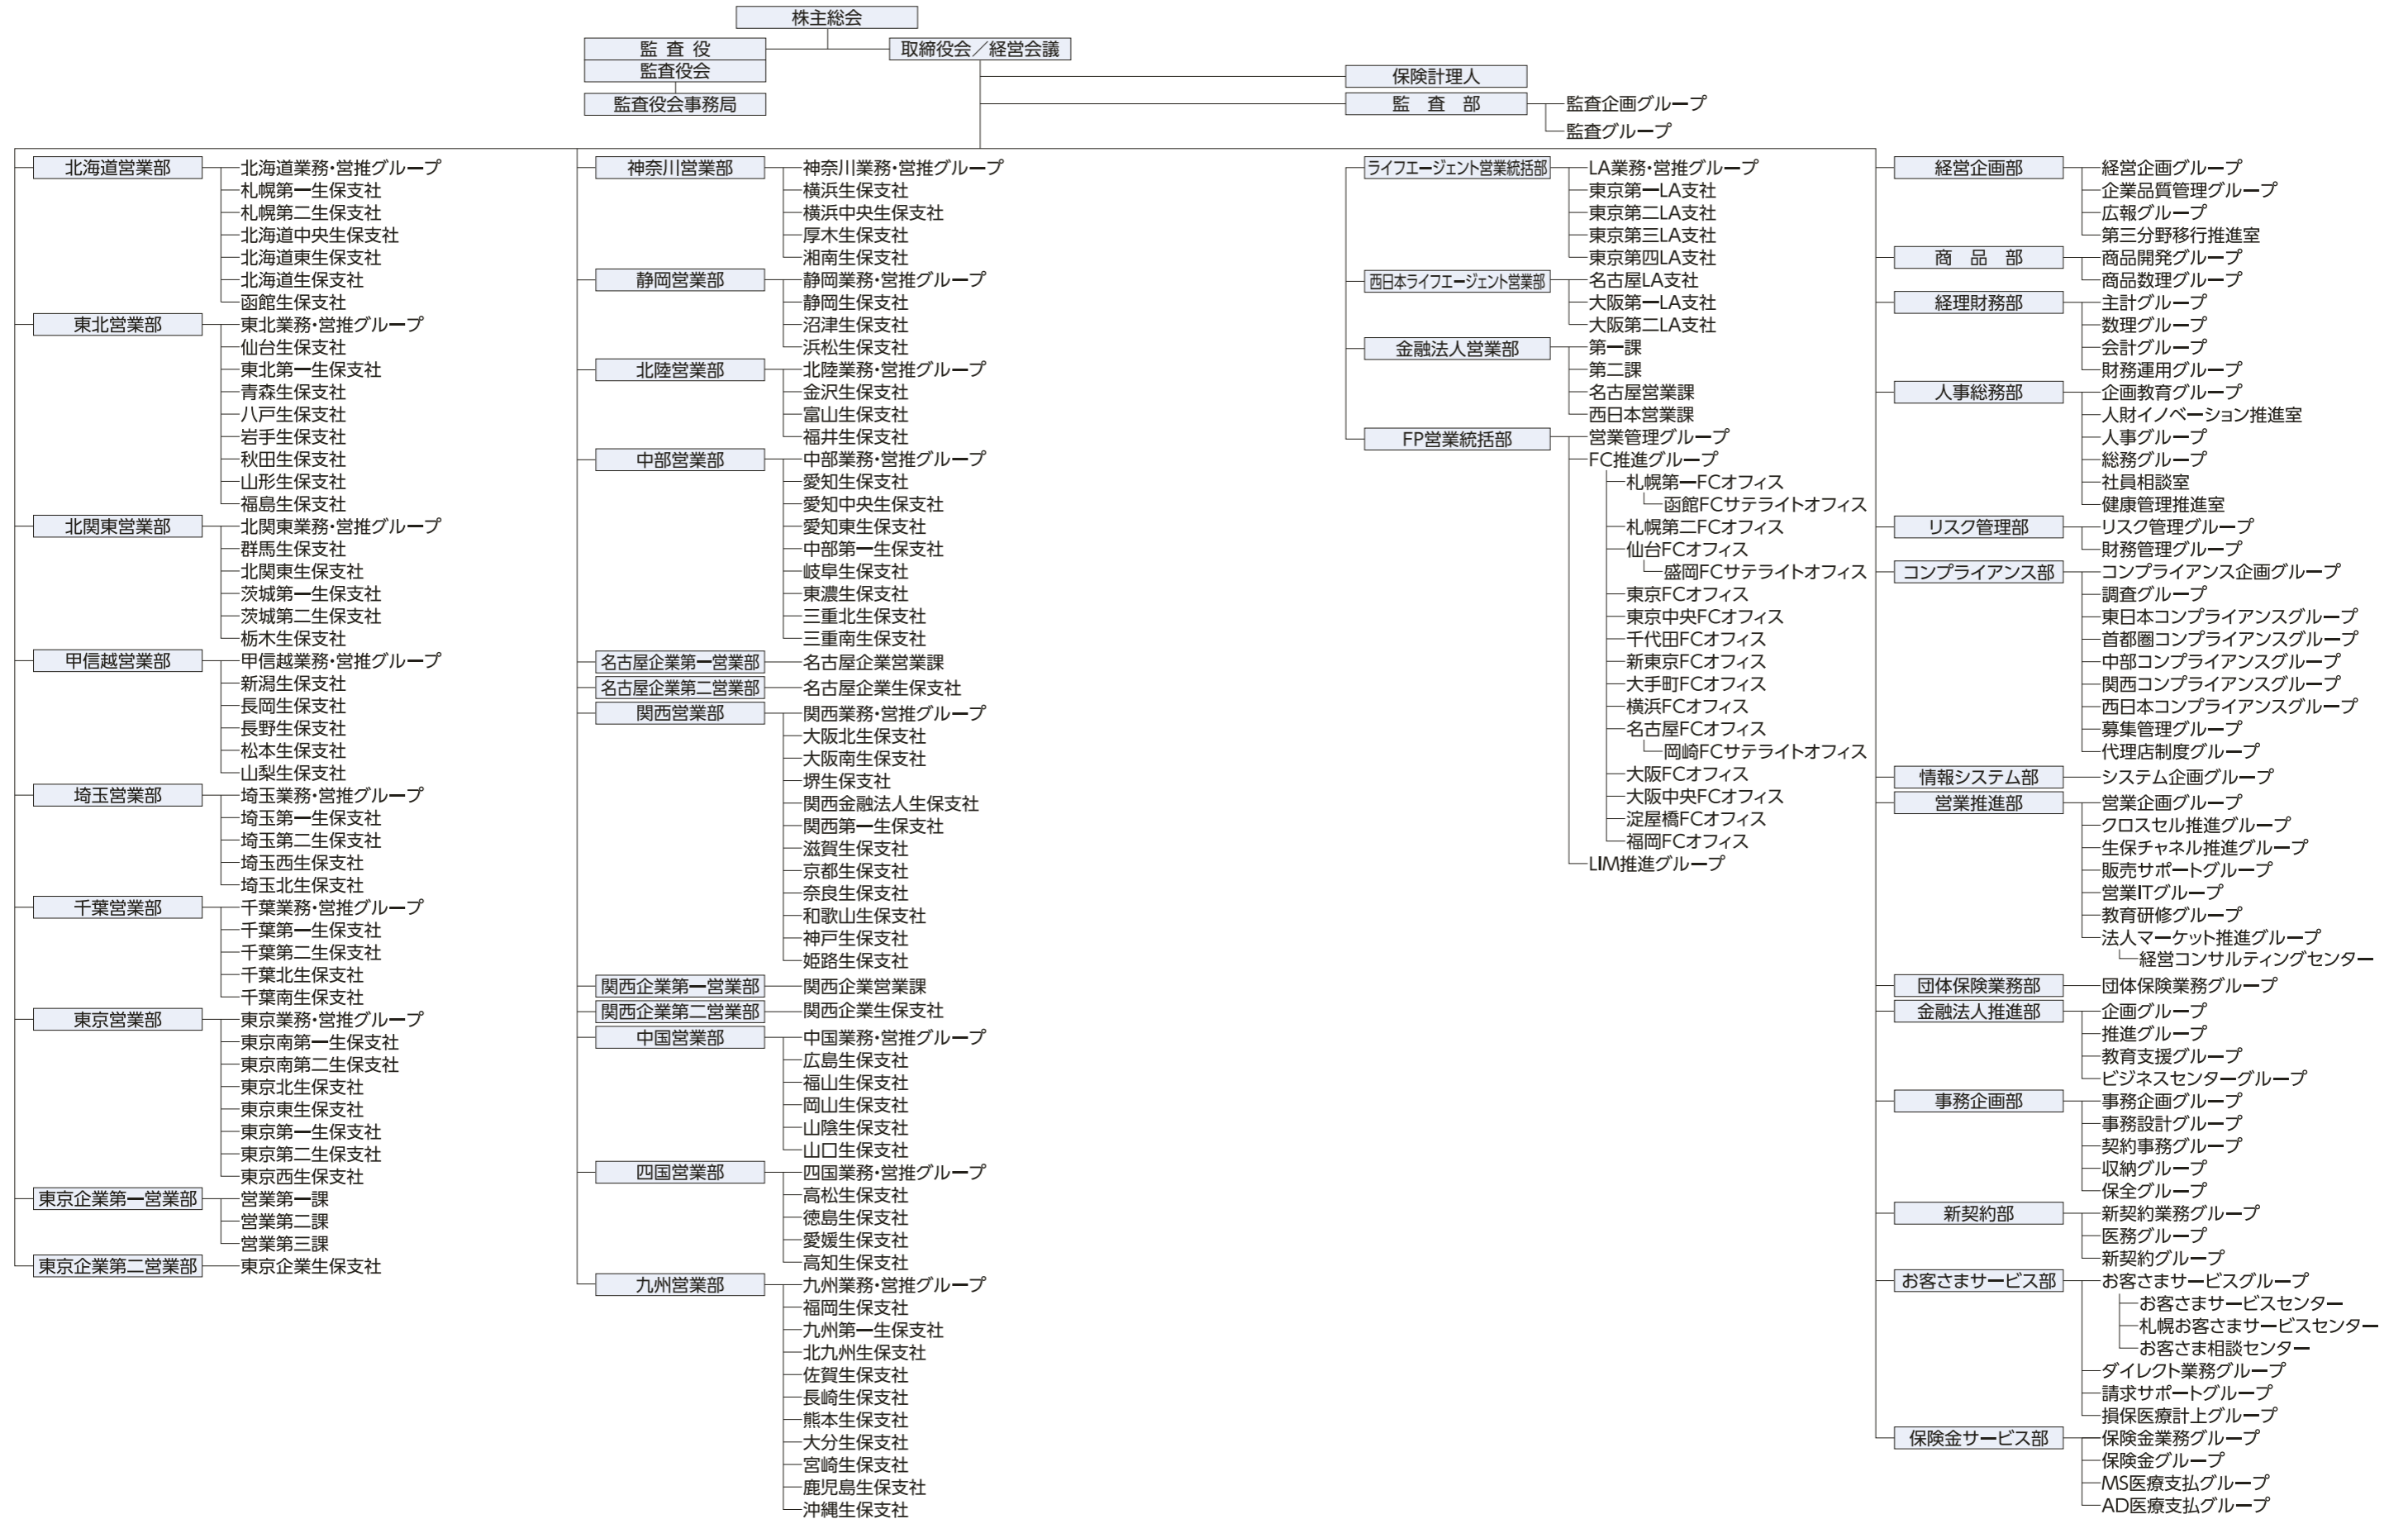 株主総会
監査役
取締役会／経営会議
監査役会
監査役会事務局
保険計理人
監査部
監査企画グループ
監査グループ
北海道営業部
北海道業務・営推グループ
札幌第一生保支社
札幌第二生保支社
北海道中央生保支社
北海道東生保支社
北海道生保支社
函館生保支社
東北営業部
東北業務・営推グループ
仙台生保支社
東北第一生保支社
青森生保支社
八戸生保支社
岩手生保支社
秋田生保支社
山形生保支社
福島生保支社
北関東営業部
北関東業務・営推グループ
群馬生保支社
北関東生保支社
茨城第一生保支社
茨城第二生保支社
栃木生保支社
甲信越営業部
甲信越業務・営推グループ
新潟生保支社
長岡生保支社
長野生保支社
松本生保支社
山梨生保支社
埼玉営業部
埼玉業務・営推グループ
埼玉第一生保支社
埼玉第二生保支社
埼玉西生保支社
埼玉北生保支社
千葉営業部
千葉業務・営推グループ
千葉第一生保支社
千葉第二生保支社
千葉北生保支社
千葉南生保支社
東京営業部
東京業務・営推グループ
東京南第一生保支社
東京南第二生保支社
東京北生保支社
東京東生保支社
東京第一生保支社
東京第二生保支社
東京西生保支社
東京企業第一営業部
営業第一課
営業第二課
営業第三課
東京企業第二営業部
東京企業生保支社
神奈川営業部
神奈川業務・営推グループ
横浜生保支社
横浜中央生保支社
厚木生保支社
湘南生保支社
静岡営業部
静岡業務・営推グループ
静岡生保支社
沼津生保支社
浜松生保支社
北陸営業部
北陸業務・営推グループ
金沢生保支社
富山生保支社
福井生保支社
中部営業部
中部業務・営推グループ
愛知生保支社
愛知中央生保支社
愛知東生保支社
中部第一生保支社
岐阜生保支社
東濃生保支社
三重北生保支社
三重南生保支社
名古屋企業第一営業部
名古屋企業営業課
名古屋企業第二営業部
名古屋企業生保支社
関西営業部
関西業務・営推グループ
大阪北生保支社
大阪南生保支社
堺生保支社
関西金融法人生保支社
関西第一生保支社
滋賀生保支社
京都生保支社
奈良生保支社
和歌山生保支社
神戸生保支社
姫路生保支社
関西企業第一営業部
関西企業営業課
関西企業第二営業部
関西企業生保支社
中国営業部
中国業務・営推グループ
広島生保支社
福山生保支社
岡山生保支社
山陰生保支社
山口生保支社
四国営業部
四国業務・営推グループ
高松生保支社
徳島生保支社
愛媛生保支社
高知生保支社
九州営業部
九州業務・営推グループ
福岡生保支社
九州第一生保支社
北九州生保支社
佐賀生保支社
長崎生保支社
熊本生保支社
大分生保支社
宮崎生保支社
鹿児島生保支社
沖縄生保支社
ライフエージェント営業統括部
LA業務・営推グループ
東京第一LA支社
東京第二LA支社
東京第三LA支社
東京第四LA支社
西日本ライフエージェント営業部
名古屋LA支社
大阪第一LA支社
大阪第二LA支社
金融法人営業部
第一課
第二課
名古屋営業課
西日本営業課
FP営業統括部
営業管理グループ
FC推進グループ
札幌第一FCオフィス
函館FCサテライトオフィス
札幌第二FCオフィス
仙台FCオフィス
盛岡FCサテライトオフィス
東京FCオフィス
東京中央FCオフィス
千代田FCオフィス
新東京FCオフィス
大手町FCオフィス
横浜FCオフィス
名古屋FCオフィス
岡崎FCサテライトオフィス
大阪FCオフィス
大阪中央FCオフィス
淀屋橋FCオフィス
福岡FCオフィス
LIM推進グループ
経営企画部
経営企画グループ
企業品質管理グループ
広報グループ
第三分野移行推進室
商品部
商品開発グループ
商品数理グループ
経理財務部
主計グループ
数理グループ
会計グループ
財務運用グループ
人事総務部
企画教育グループ
人財イノベーション推進室
人事グループ
総務グループ
社員相談室
健康管理推進室
リスク管理部
リスク管理グループ
財務管理グループ
コンプライアンス部
コンプライアンス企画グループ
調査グループ
東日本コンプライアンスグループ
首都圏コンプライアンスグループ
中部コンプライアンスグループ
関西コンプライアンスグループ
西日本コンプライアンスグループ
募集管理グループ
代理店制度グループ
情報システム部
システム企画グループ
営業推進部
営業企画グループ
クロスセル推進グループ
生保チャネル推進グループ
販売サポートグループ
営業ITグループ
教育研修グループ
法人マーケット推進グループ
経営コンサルティングセンター
団体保険業務部
団体保険業務グループ
金融法人推進部
企画グループ
推進グループ
教育支援グループ
ビジネスセンターグループ
事務企画部
事務企画グループ
事務設計グループ
契約事務グループ
収納グループ
保全グループ
新契約部
新契約業務グループ
医務グループ
新契約グループ
お客さまサービス部
お客さまサービスグループ
お客さまサービスセンター
札幌お客さまサービスセンター
お客さま相談センター
ダイレクト業務グループ
請求サポートグループ
損保医療計上グループ
保険金サービス部
保険金業務グループ
保険金グループ
MS医療支払グループ
AD医療支払グループ